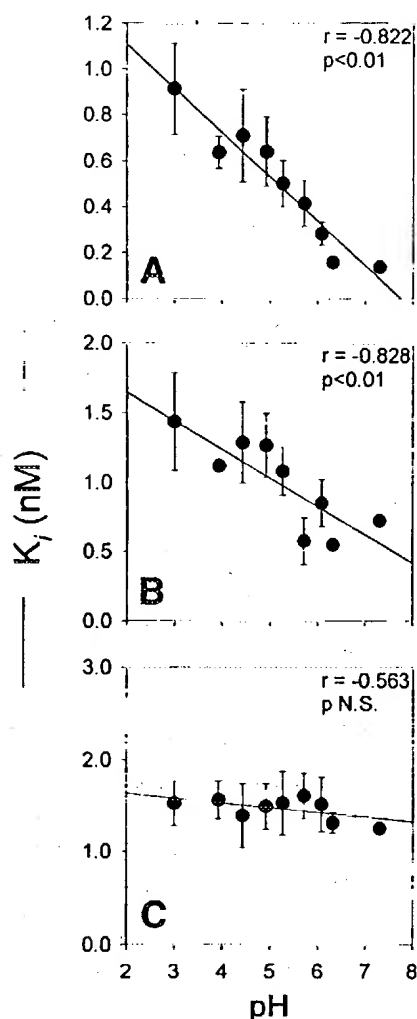 r = -0.822
p<0.01
1.2
1.0
0.8
0.6
0.4
0.2
0.0
A
r = -0.828
p<0.01
2.0
1.5
1.0
0.5
0.0
B
r = -0.563
p N.S.
3.0
1.5
1.0
0.0
C
K_i (nM)
2 3 4 5 6 7 8
pH